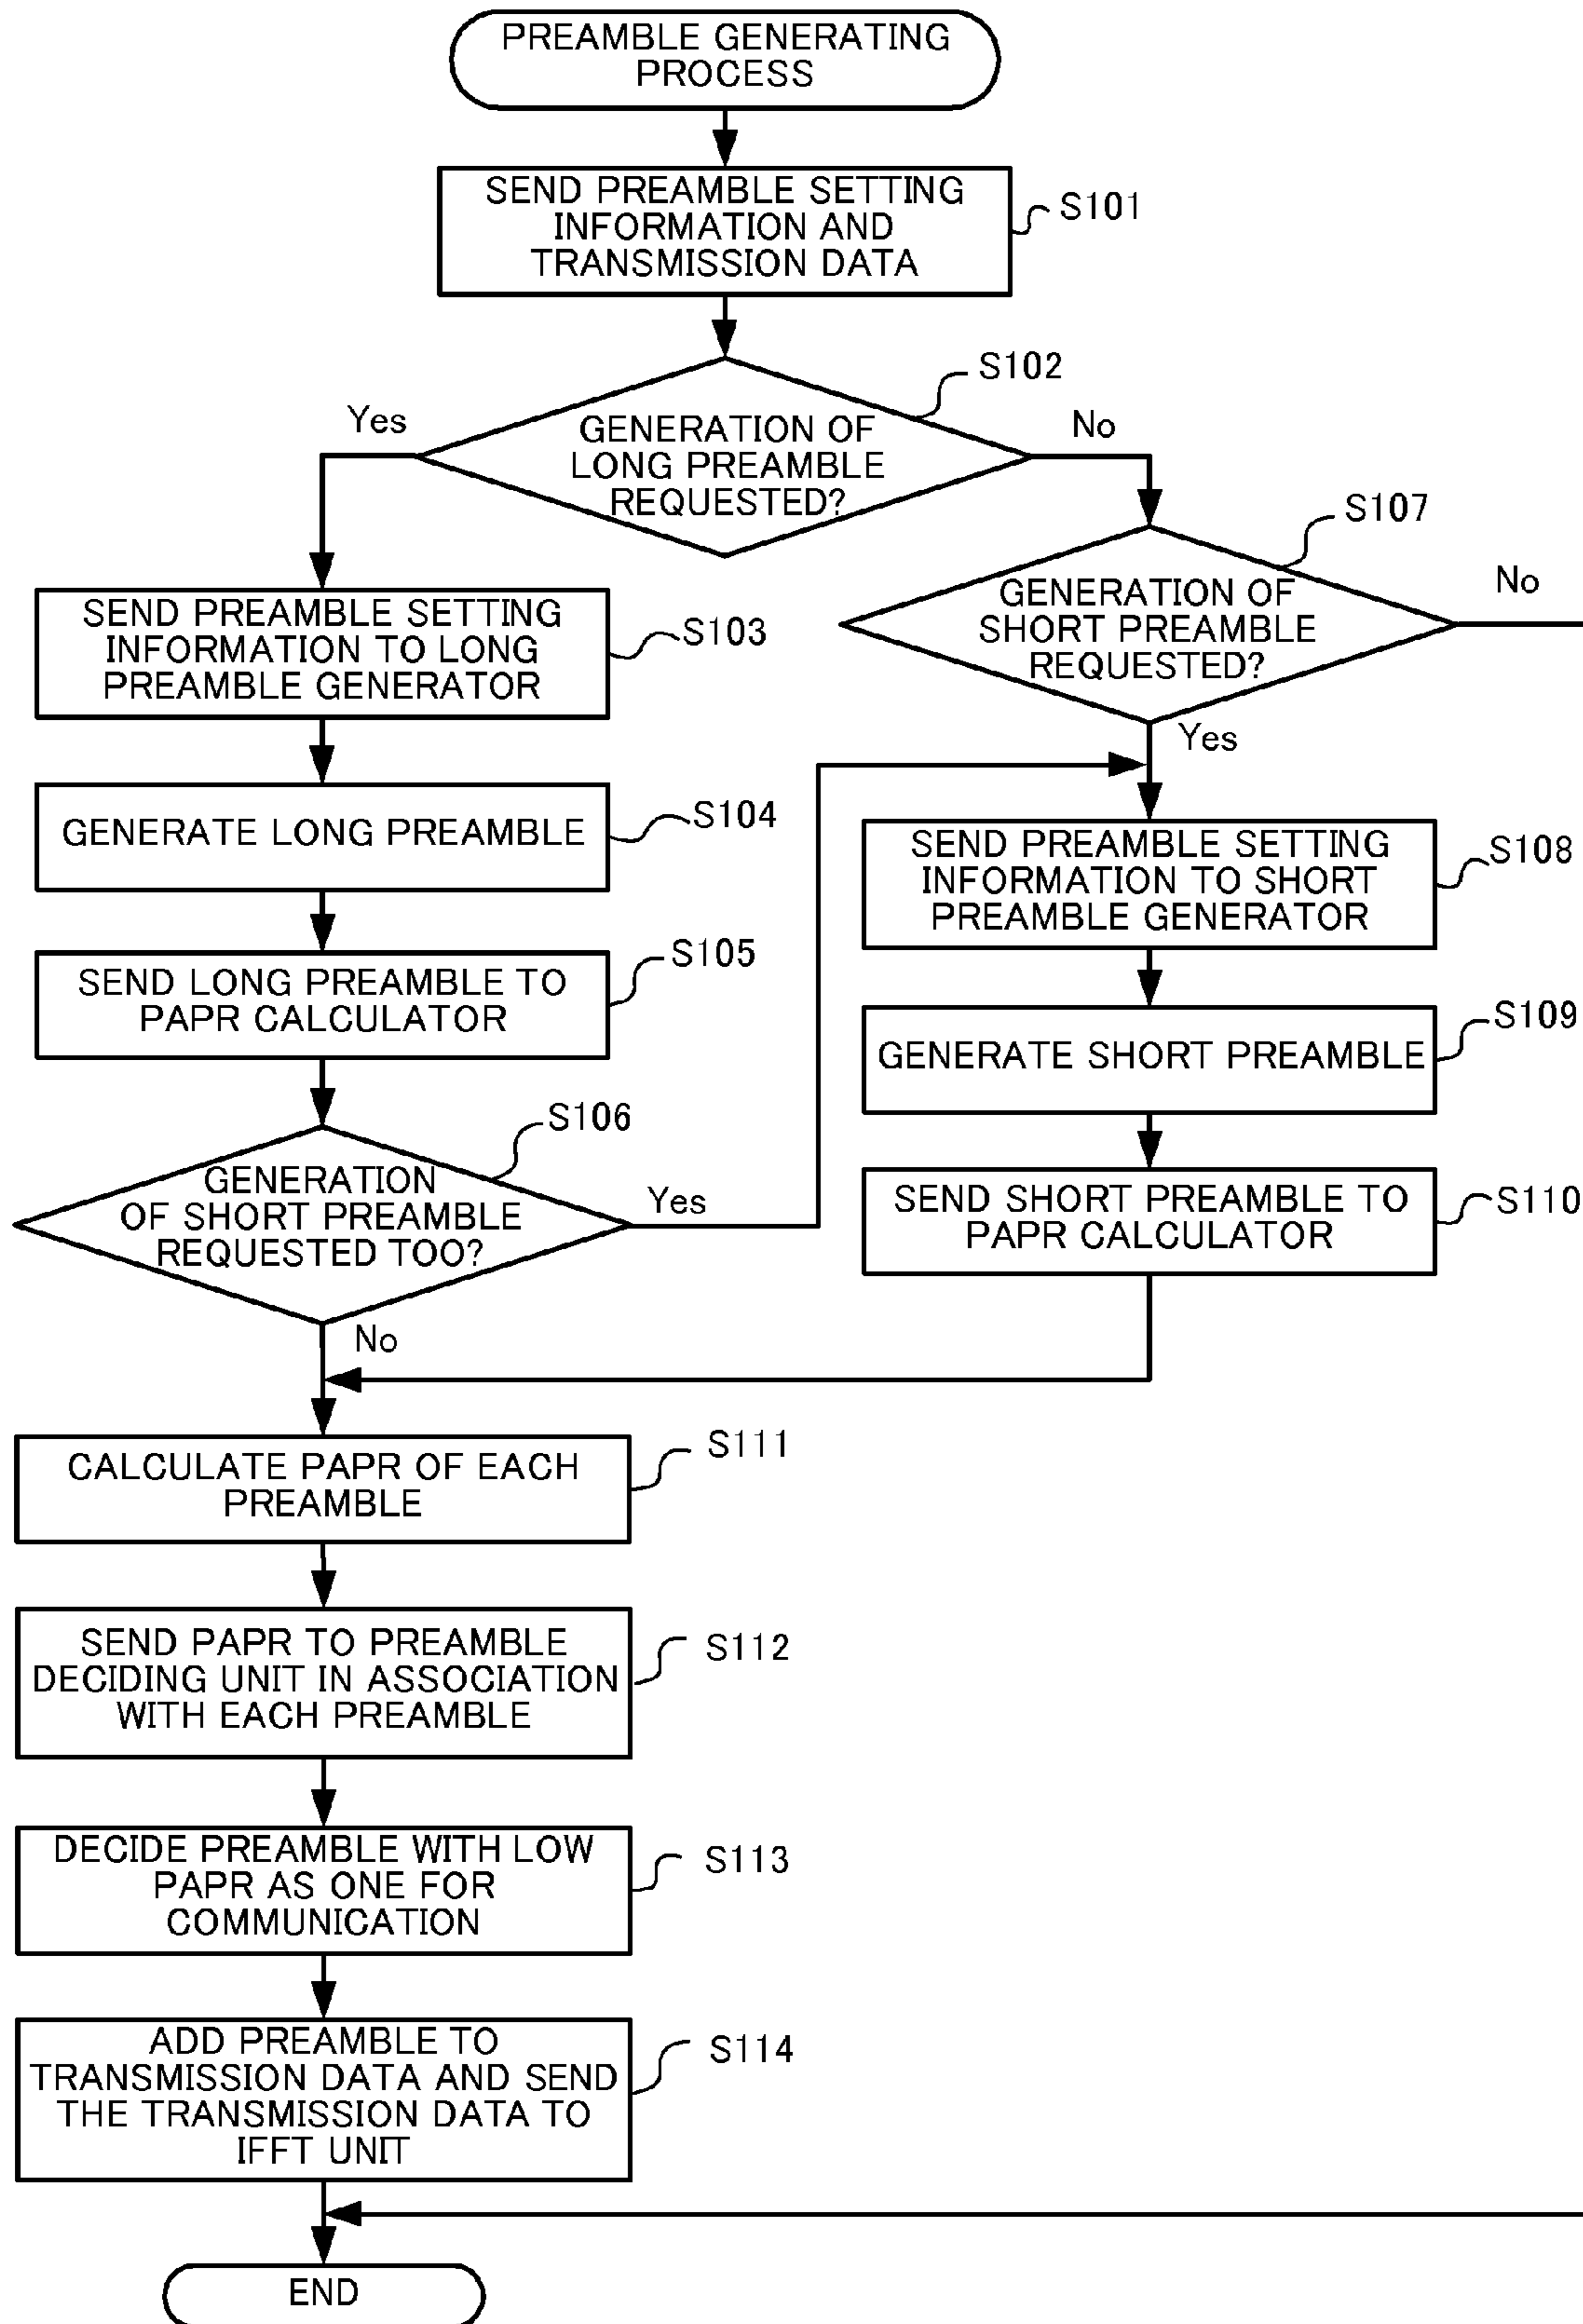 PREAMBLE GENERATING
PROCESS
SEND PREAMBLE SETTING
INFORMATION AND
TRANSMISSION DATA
S101
S102
Yes
GENERATION OF
LONG PREAMBLE
REQUESTED?
No
S107
SEND PREAMBLE SETTING
INFORMATION TO LONG
PREAMBLE GENERATOR
S103
GENERATION OF
SHORT PREAMBLE
REQUESTED?
No
Yes
GENERATE LONG PREAMBLE
S104
SEND PREAMBLE SETTING
INFORMATION TO SHORT
PREAMBLE GENERATOR
S108
SEND LONG PREAMBLE TO
PAPR CALCULATOR
S105
GENERATE SHORT PREAMBLE
S109
S106
GENERATION
OF SHORT PREAMBLE
REQUESTED TOO?
Yes
No
SEND SHORT PREAMBLE TO
PAPR CALCULATOR
S110
CALCULATE PAPR OF EACH
PREAMBLE
S111
SEND PAPR TO PREAMBLE
DECIDING UNIT IN ASSOCIATION
WITH EACH PREAMBLE
S112
DECIDE PREAMBLE WITH LOW
PAPR AS ONE FOR
COMMUNICATION
S113
ADD PREAMBLE TO
TRANSMISSION DATA AND SEND
THE TRANSMISSION DATA TO
IFFT UNIT
S114
END